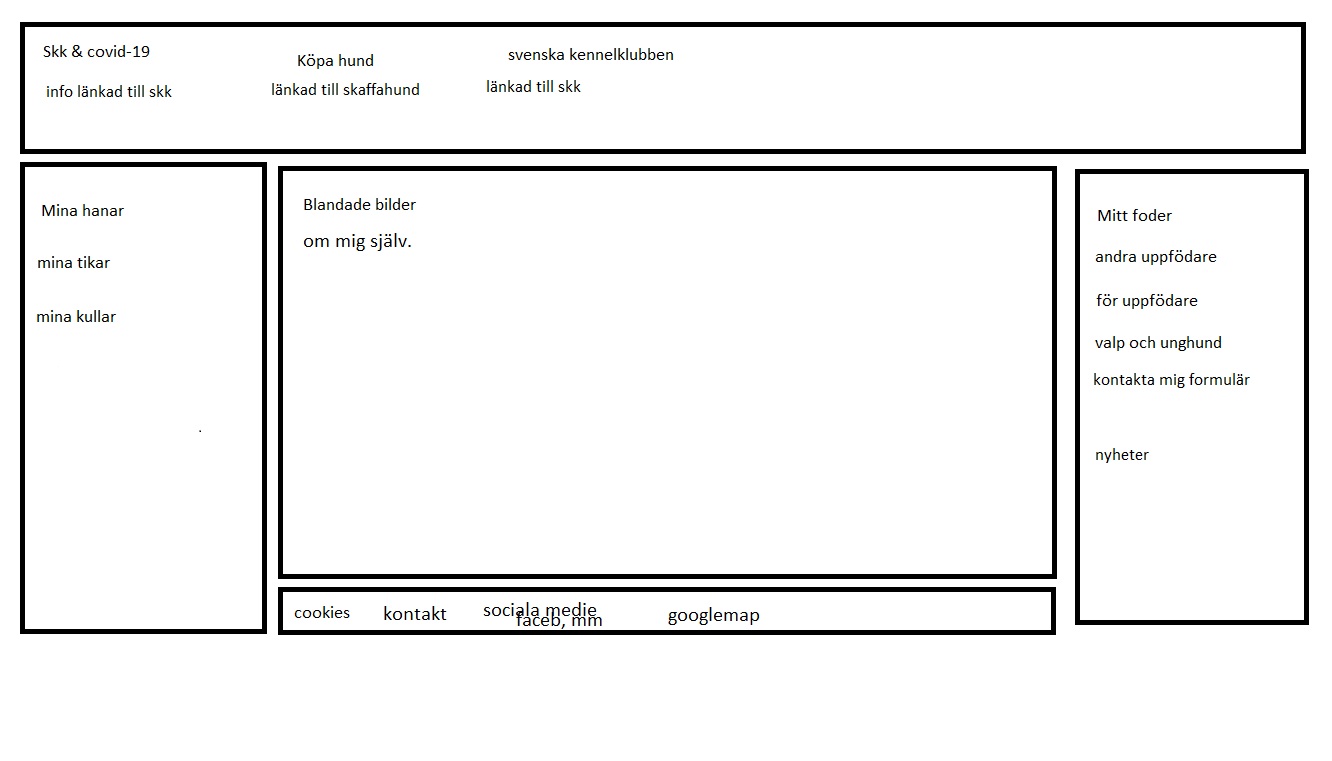 Skk & covid-19
info länkad till skk
Köpa hund
länkad till skaffahund
svenska kennelklubben
länkad till skk
Mina hanar
mina tikar
mina kullar
.
Blandade bilder
om mig själv.
Mitt foder
andra uppfödare
för uppfödare
valp och unghund
kontakta mig formulär
nyheter
cookies
kontakt
sociala medie
faceb, mm
googlemap